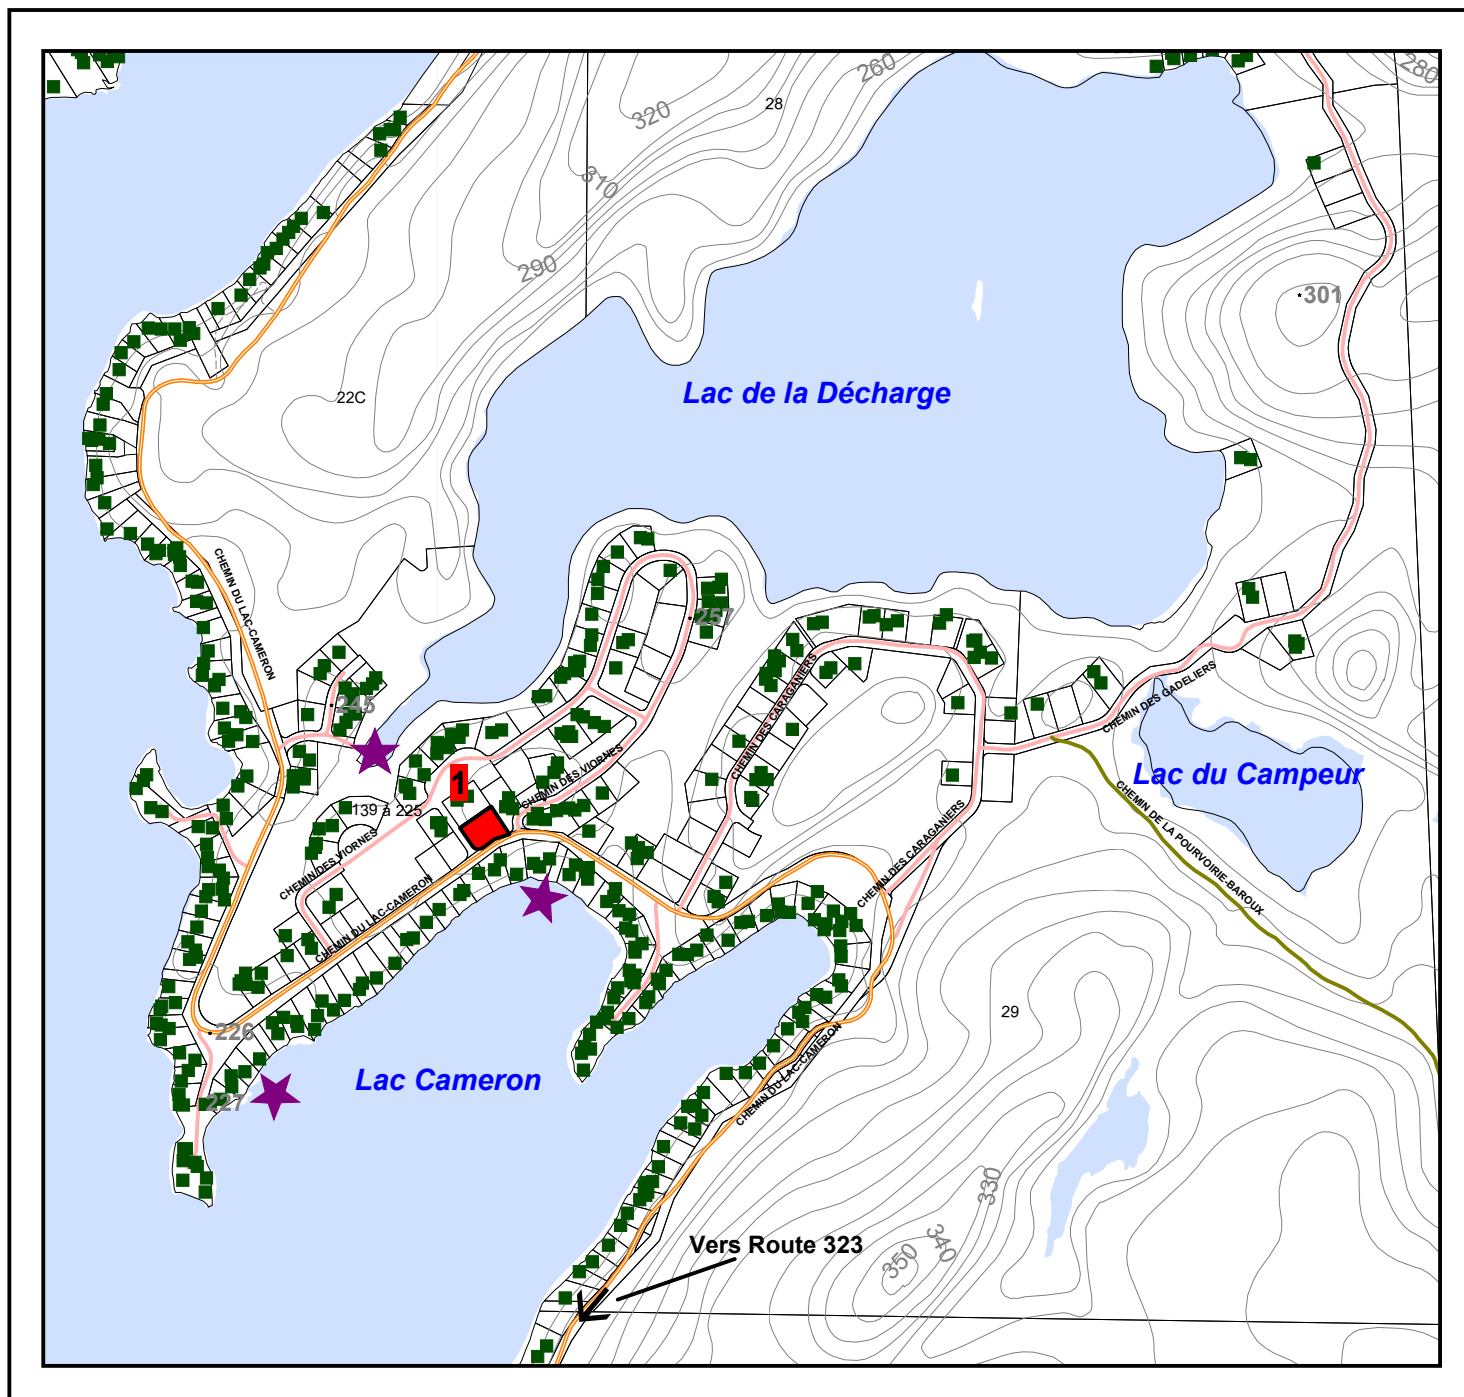 260
280
320
28
310
290
301
22C
Lac de la Décharge
CHEMIN DU LAC-CAMERON
257
245
CHEMIN DES CARAGANIERS
CHEMIN DES GADELIERS
CHEMIN DES VIORNES
1
Lac du Campeur
139 à 225
CHEMIN DES VIORNES
CHEMIN DES CARAGANIERS
CHEMIN DE LA POURVOIRIE-BAROUX
CHEMIN DU LAC-CAMERON
29
226
Lac Cameron
CHEMIN DU LAC-CAMERON
227
330
340
350
Vers Route 323